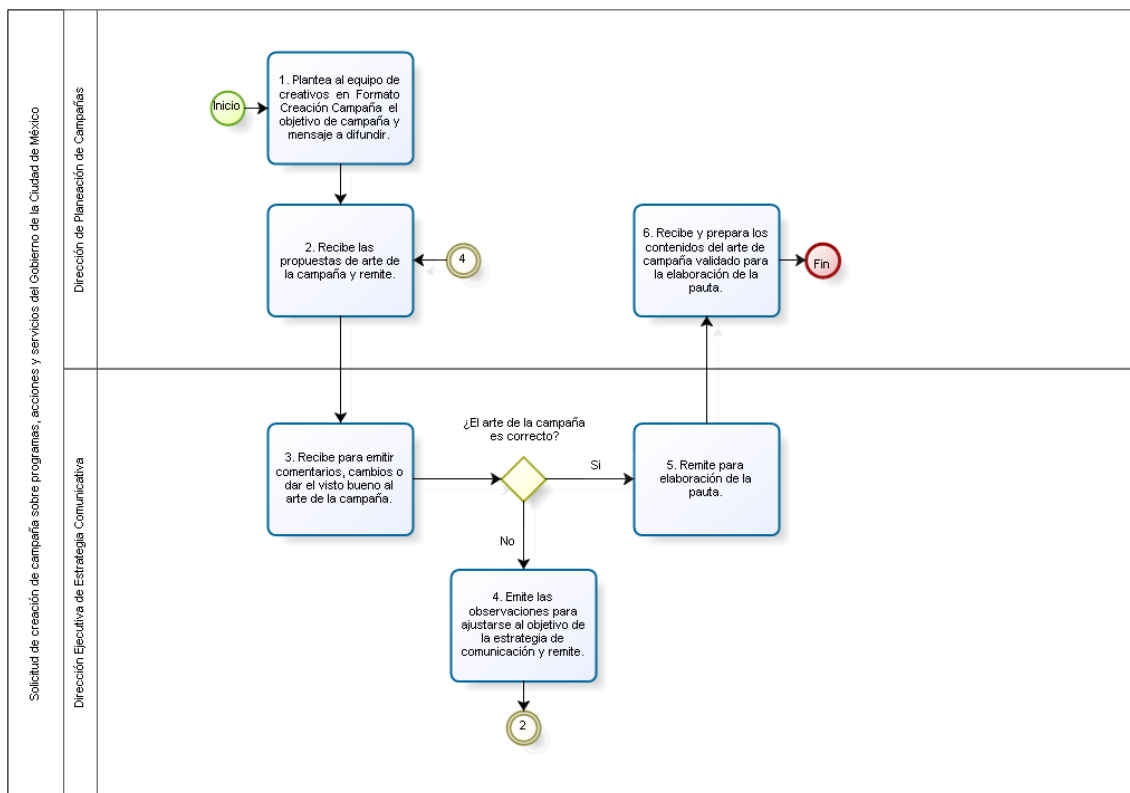 Solicitud de creación de campaña sobre programas, acciones y servicios del Gobierno de la Ciudad de México
Dirección de Planeación de Campañas
Inicio
1. Plantea al equipo de
creativos en Formato
Creación Campaña el
objetivo de campaña y
mensaje a difundir.
2. Recibe las
propuestas de arte de
la campaña y remite.
4
6. Recibe y prepara los
contenidos del arte de
campaña validado para
la elaboración de la
pauta.
Fin
Dirección Ejecutiva de Estrategia Comunicativa
3. Recibe para emitir
comentarios, cambios o
dar el visto bueno al
arte de la campaña.
¿El arte de la campaña
es correcto?
Si
5. Remite para
elaboración de la
pauta.
No
4. Emite las
observaciones para
ajustarse al objetivo de
la estrategia de
comunicación y remite.
2